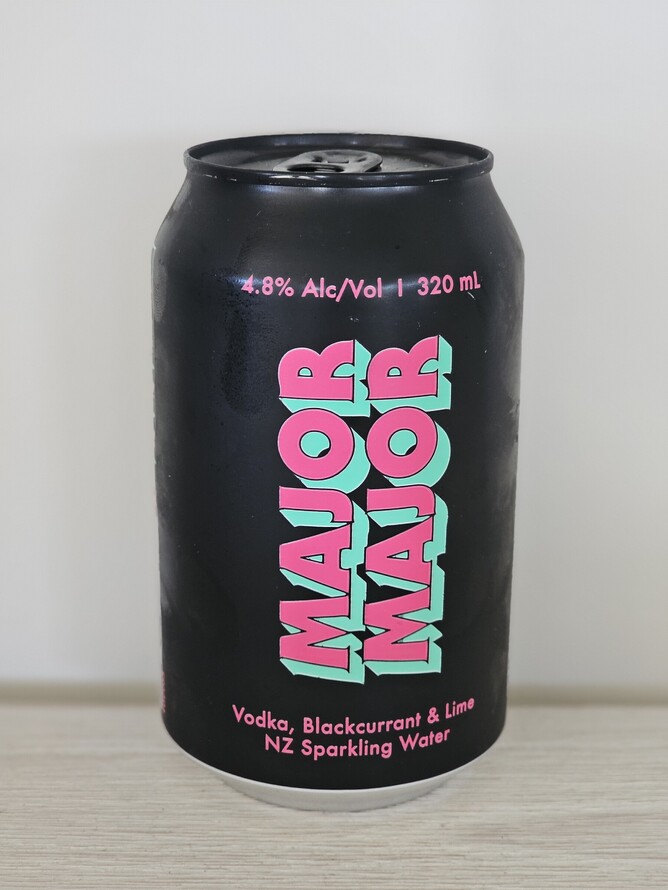 4.8% Alc/Vol | 320 mL
MAJOR
MAJOR
Vodka, Blackcurrant & Lime
NZ Sparkling Water